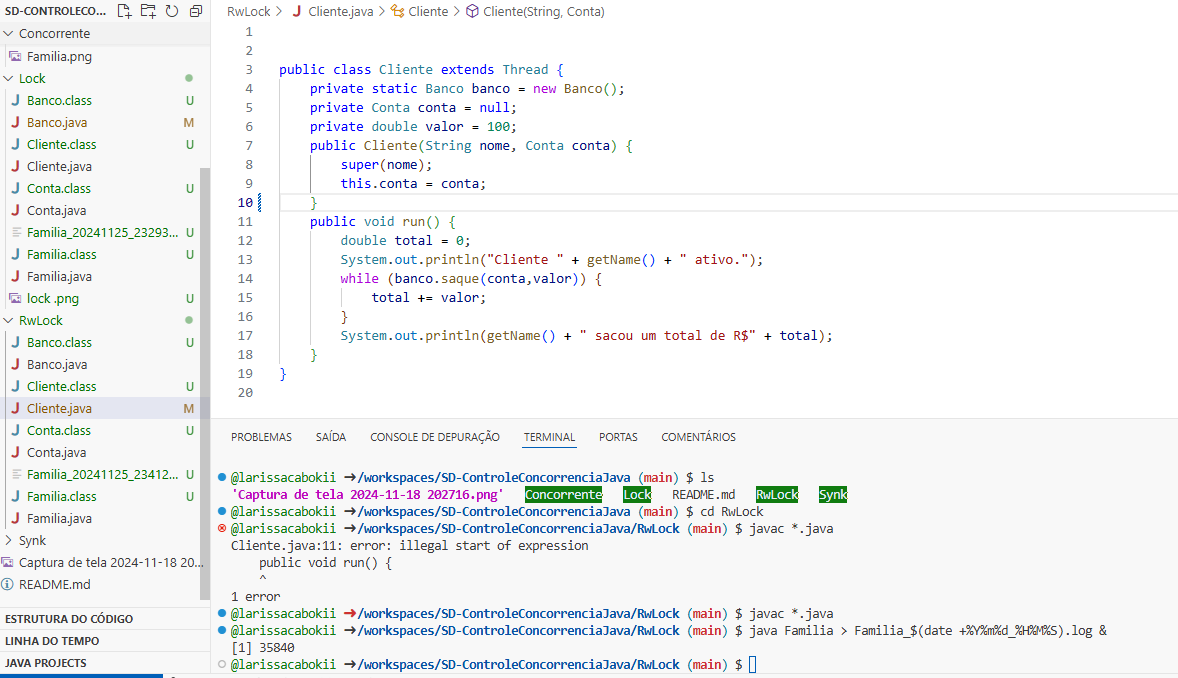 SD-CONTROLECO...
Concorrente
Familia.png
Lock
Banco.class U
Banco.java M
Cliente.class U
Cliente.java
Conta.class U
Conta.java
Familia_20241125_23293... U
Familia.class U
Familia.java
lock .png U
RwLock
Banco.class U
Banco.java
Cliente.class U
Cliente.java M
Conta.class U
Conta.java
Familia_20241125_23412... U
Familia.class U
Familia.java
Synk
Captura de tela 2024-11-18 20...
README.md
ESTRUTURA DO CÓDIGO
LINHA DO TEMPO
JAVA PROJECTS
RwLock > J Cliente.java > Cliente > Cliente(String, Conta)
1
2
3 public class Cliente extends Thread {
4 private static Banco banco = new Banco();
5 private Conta conta = null;
6 private double valor = 100;
7 public Cliente(String nome, Conta conta) {
8 super(nome);
9 this.conta = conta;
10 }
11 public void run() {
12 double total = 0;
13 System.out.println("Cliente " + getName() + " ativo.");
14 while (banco.saque(conta,valor)) {
15 total += valor;
16 }
17 System.out.println(getName() + " sacou um total de R$" + total);
18 }
19 }
20
PROBLEMAS SAÍDA CONSOLE DE DEPURAÇÃO TERMINAL PORTAS COMENTÁRIOS
@larissacabokii ➜/workspaces/SD-ControleConcorrenciaJava (main) $ ls
'Captura de tela 2024-11-18 202716.png' Concorrente Lock README.md RwLock Synk
@larissacabokii ➜/workspaces/SD-ControleConcorrenciaJava (main) $ cd RwLock
@larissacabokii ➜/workspaces/SD-ControleConcorrenciaJava/RwLock (main) $ javac *.java
Cliente.java:11: error: illegal start of expression
public void run() {
^
1 error
@larissacabokii ➜/workspaces/SD-ControleConcorrenciaJava/RwLock (main) $ javac *.java
@larissacabokii ➜/workspaces/SD-ControleConcorrenciaJava/RwLock (main) $ java Familia > Familia_$(date +%Y%m%d_%H%M%S).log &
[1] 35840
@larissacabokii ➜/workspaces/SD-ControleConcorrenciaJava/RwLock (main) $